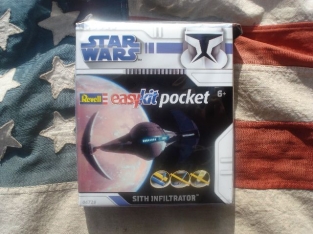 STAR
WARS
Revell easykit pocket 6+
SITH INFILTRATOR